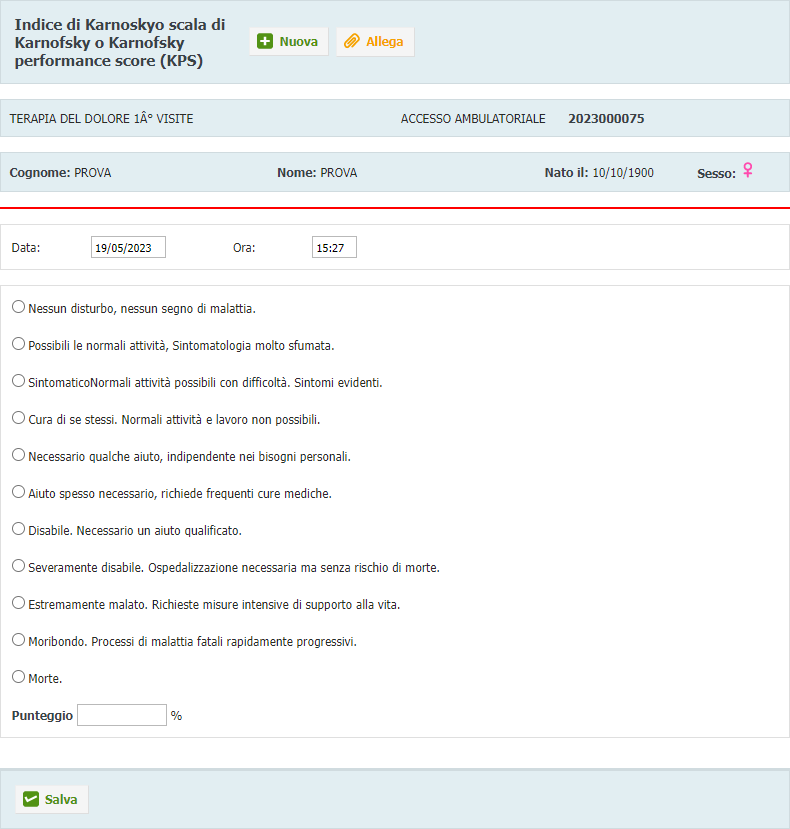 Indice di Karnoskyo scala di
Karnofsky o Karnofsky
performance score (KPS)
Nuova
Allega
TERAPIA DEL DOLORE 1Â° VISITE
ACCESSO AMBULATORIALE 2023000075
Cognome: PROVA
Nome: PROVA
Nato il: 10/10/1900
Sesso: ♀
Data: 19/05/2023
Ora: 15:27
Nessun disturbo, nessun segno di malattia.
Possibili le normali attività, Sintomatologia molto sfumata.
SintomaticoNormali attività possibili con difficoltà. Sintomi evidenti.
Cura di se stessi. Normali attività e lavoro non possibili.
Necessario qualche aiuto, indipendente nei bisogni personali.
Aiuto spesso necessario, richiede frequenti cure mediche.
Disabile. Necessario un aiuto qualificato.
Severamente disabile. Ospedalizzazione necessaria ma senza rischio di morte.
Estremamente malato. Richieste misure intensive di supporto alla vita.
Moribondo. Processi di malattia fatali rapidamente progressivi.
Morte.
Punteggio %
Salva